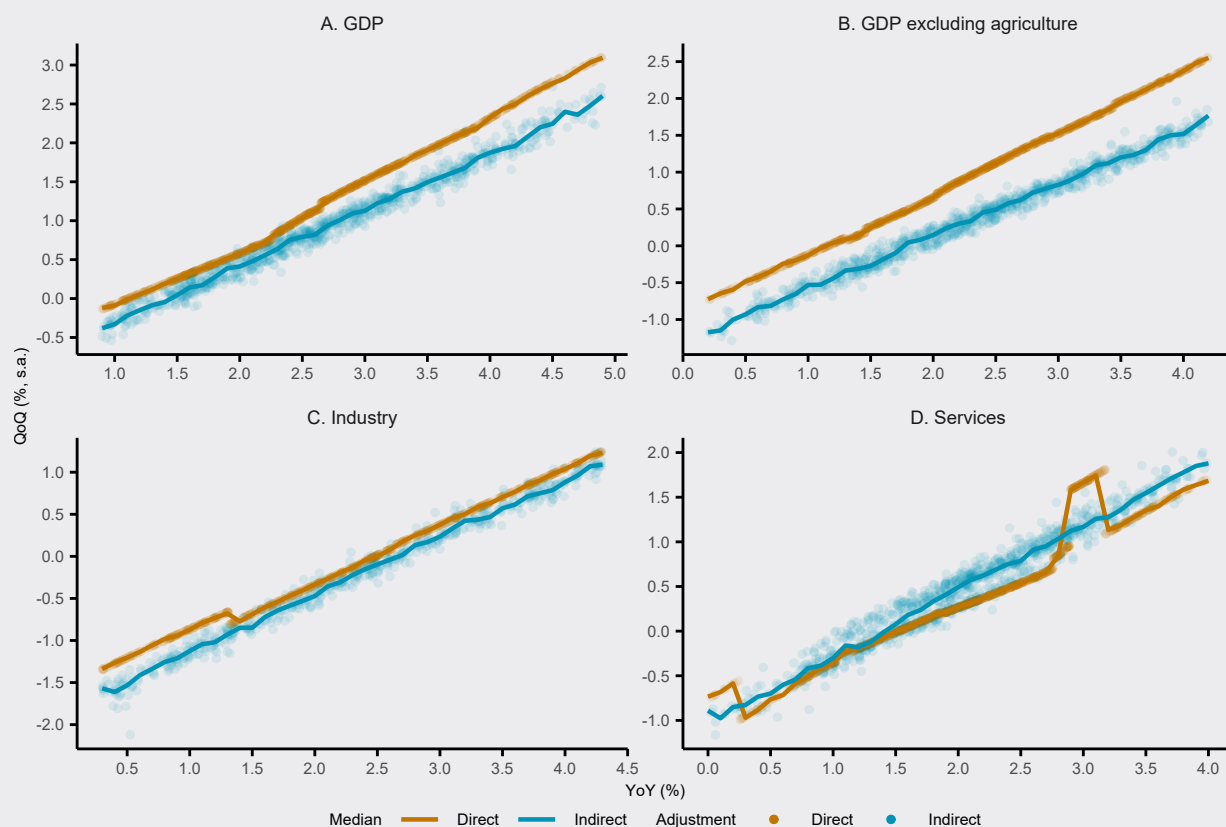 A. GDP
B. GDP excluding agriculture
3.0
2.5
2.0
1.5
1.0
0.5
0.0
-0.5
2.5
2.0
1.5
1.0
0.5
0.0
-0.5
-1.0
1.0 1.5 2.0 2.5 3.0 3.5 4.0 4.5 5.0
0.0 0.5 1.0 1.5 2.0 2.5 3.0 3.5 4.0
QoQ (%, s.a.)
C. Industry
D. Services
1.0
0.5
0.0
-0.5
-1.0
-1.5
-2.0
2.0
1.5
1.0
0.5
0.0
-0.5
-1.0
0.5 1.0 1.5 2.0 2.5 3.0 3.5 4.0 4.5
0.0 0.5 1.0 1.5 2.0 2.5 3.0 3.5 4.0
YoY (%)
Median Direct Indirect Adjustment Direct Indirect